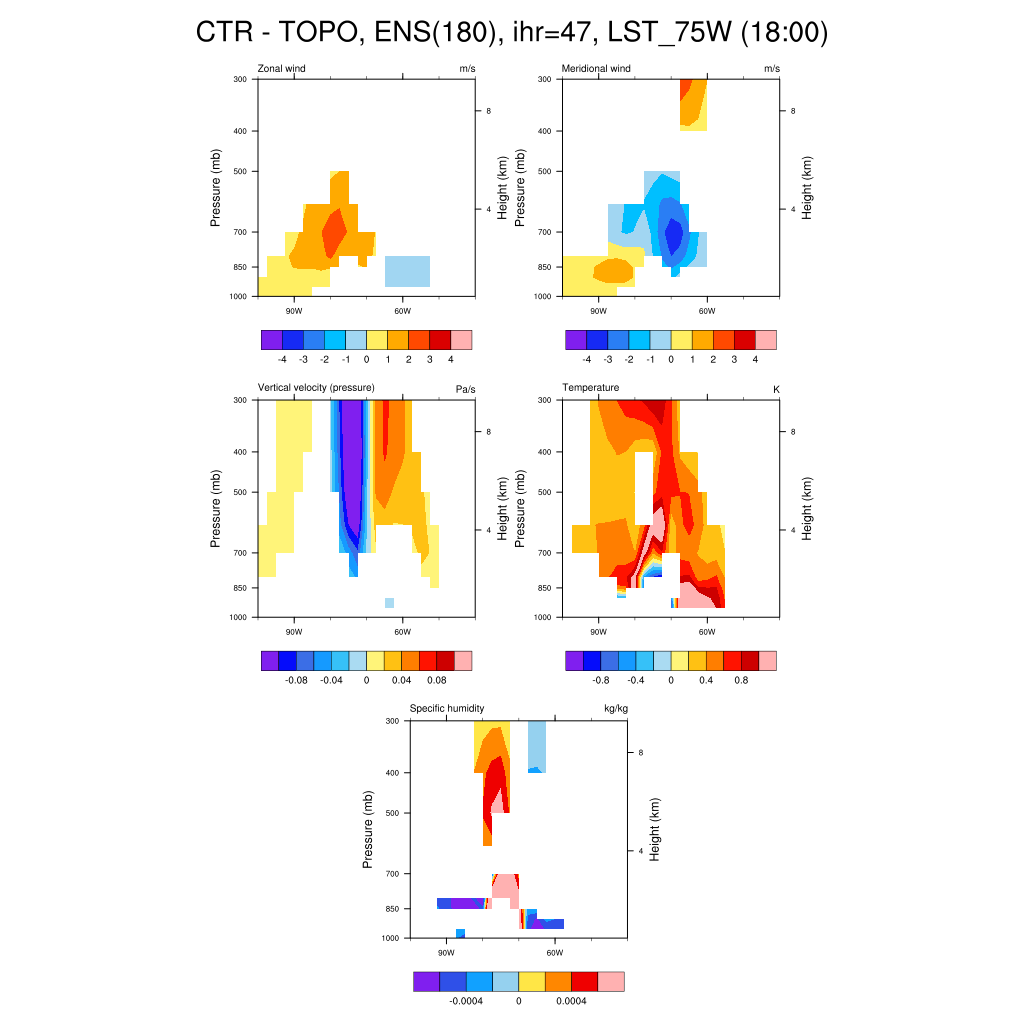 CTR - TOPO, ENS(180), ihr=47, LST_75W (18:00)
Zonal wind m/s
Meridional wind m/s
300
400
500
700
850
1000
Pressure (mb)
8
4
Height (km)
90W 60W
-4 -3 -2 -1 0 1 2 3 4
300
400
500
700
850
1000
Pressure (mb)
8
4
Height (km)
90W 60W
-4 -3 -2 -1 0 1 2 3 4
Vertical velocity (pressure) Pa/s
Temperature K
300
400
500
700
850
1000
Pressure (mb)
8
4
Height (km)
90W 60W
-0.08 -0.04 0 0.04 0.08
300
400
500
700
850
1000
Pressure (mb)
8
4
Height (km)
90W 60W
-0.8 -0.4 0 0.4 0.8
Specific humidity kg/kg
300
400
500
700
850
1000
Pressure (mb)
8
4
Height (km)
90W 60W
-0.0004 0 0.0004